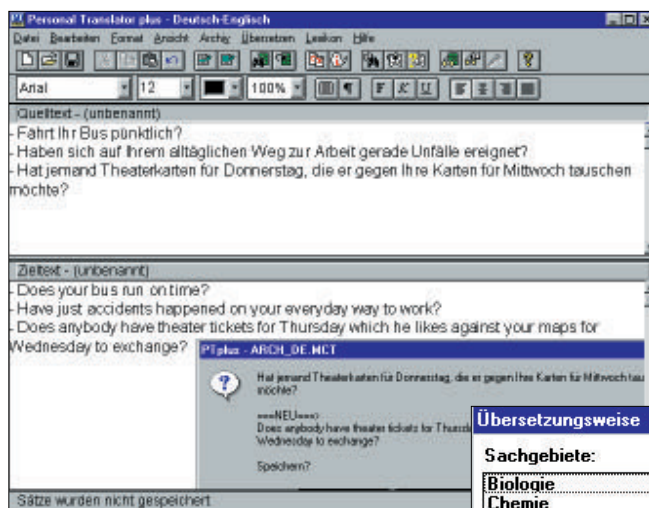 Personal Translator plus - Deutsch-Englisch
Datei Bearbeiten Format Ansicht Archiv Übersetzen Lexikon Hilfe
Arial 12 100% F K U
Quelltext - (unbenannt)
- Fährt Ihr Bus pünktlich?
- Haben sich auf Ihrem alltäglichen Weg zur Arbeit gerade Unfälle ereignet?
- Hat jemand Theaterkarten für Donnerstag, die er gegen Ihre Karten für Mittwoch tauschen
möchte?
Zieltext - (unbenannt)
- Does your bus run on time?
- Have just accidents happened on your everyday way to work?
- Does anybody have theater tickets for Thursday which he likes against your maps for
Wednesday to exchange?
PTplus - ARCH_DE.MCT
Hat jemand Theaterkarten für Donnerstag, die er gegen Ihre Karten für Mittwoch tau
möchte?
===NEU===>
Does anybody have theater tickets for Thursd
Wednesday to exchange?
Speichern?
Übersetzungsweise
Sachgebiete:
Biologie
Chemie
Sätze wurden nicht gespeichert